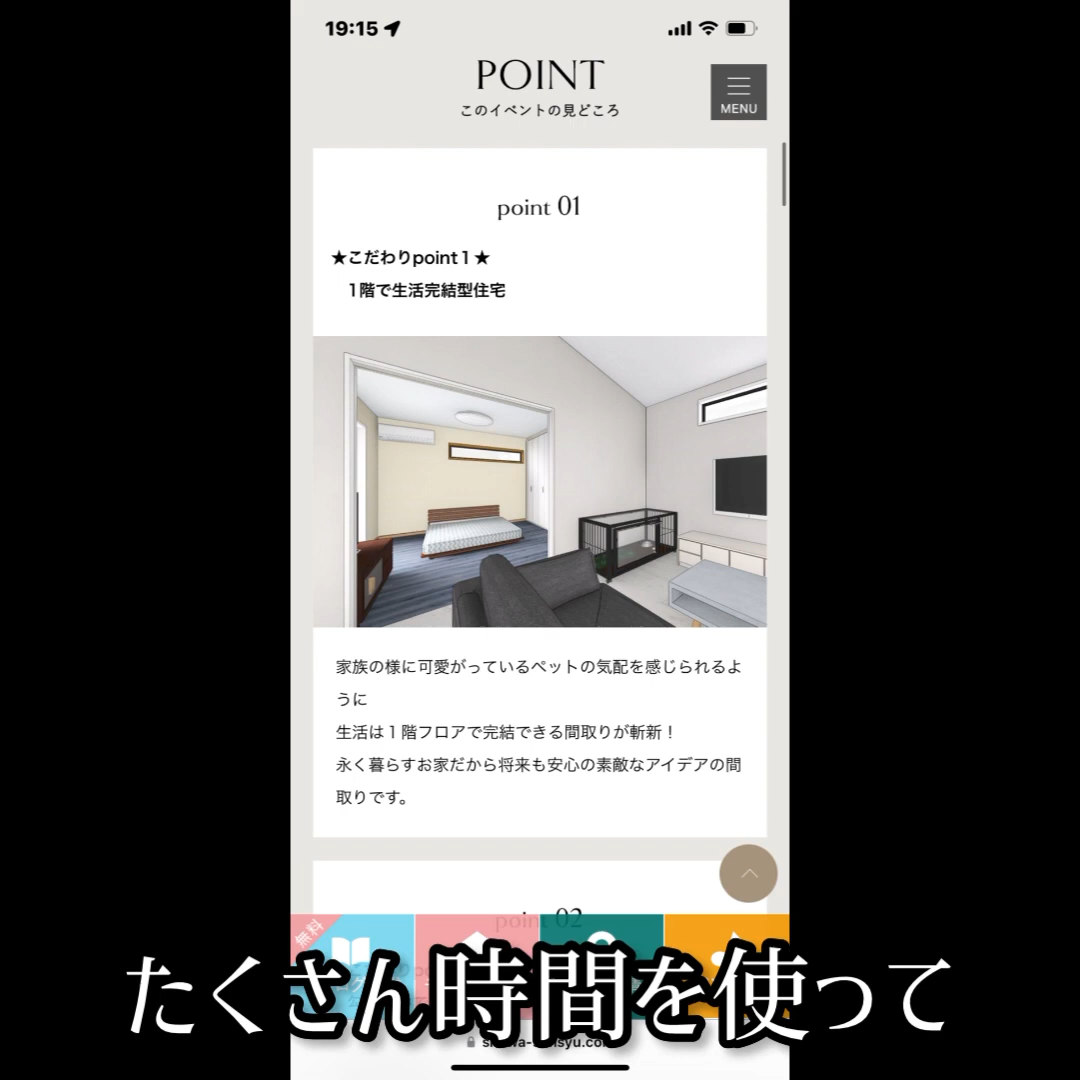 19:15
POINT
このイベントの見どころ
MENU
point 01
★こだわりpoint１★
1階で生活完結型住宅
家族の様に可愛がっているペットの気配を感じられるよ
うに
生活は１階フロアで完結できる間取りが斬新！
永く暮らすお家だから将来も安心の素敵なアイデアの間
取りです。
point 02
無料
たくさん時間を使って